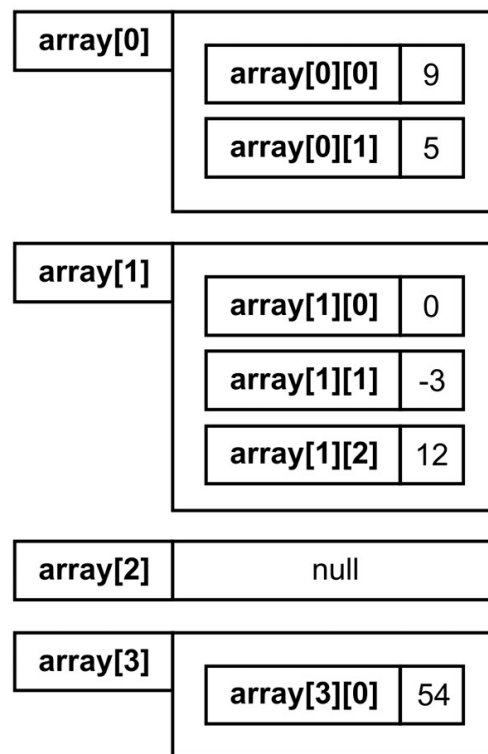 array[0]
array[0][0] 9
array[0][1] 5
array[1]
array[1][0] 0
array[1][1] -3
array[1][2] 12
array[2] null
array[3]
array[3][0] 54